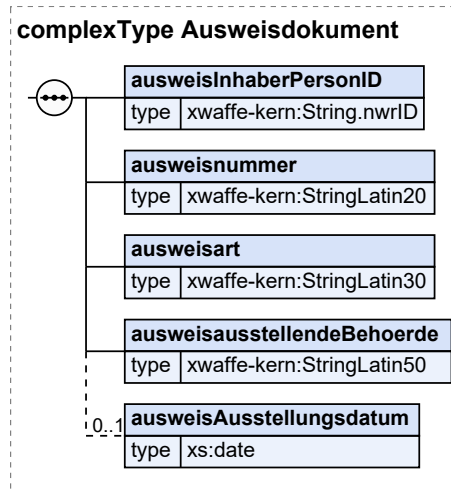 complexType Ausweisdokument
ausweisInhaberPersonID
type xwaffe-kern:String.nwrID
ausweisnummer
type xwaffe-kern:StringLatin20
ausweisart
type xwaffe-kern:StringLatin30
ausweisausstellendeBehoerde
type xwaffe-kern:StringLatin50
0..1 ausweisAusstellungsdatum
type xs:date